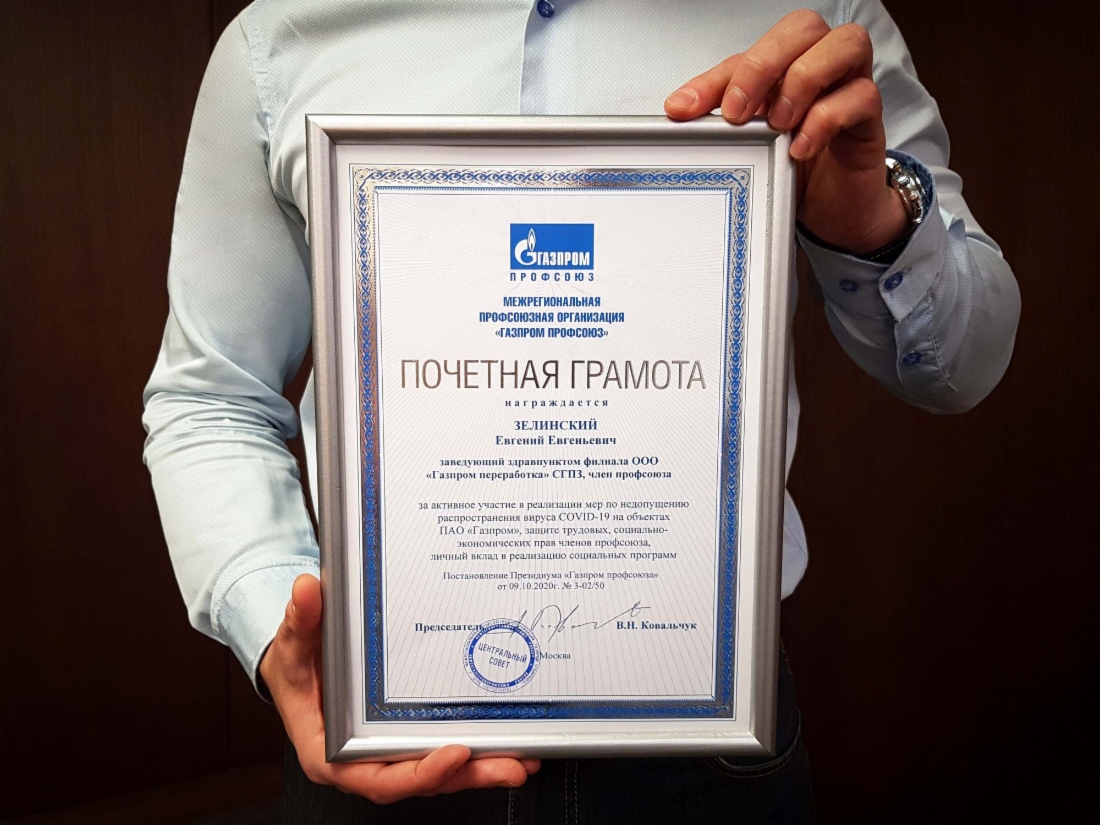 ГАЗПРОМ
ПРОФСОЮЗ
МЕЖРЕГИОНАЛЬНАЯ
ПРОФСОЮЗНАЯ ОРГАНИЗАЦИЯ
«ГАЗПРОМ ПРОФСОЮЗ»
ПОЧЕТНАЯ ГРАМОТА
награждается
ЗЕЛИНСКИЙ
Евгений Евгеньевич
заведующий здравпунктом филиала ООО
«Газпром переработка» СГПЗ, член профсоюза
за активное участие в реализации мер по недопущению
распространения вируса COVID-19 на объектах
ПАО «Газпром», защите трудовых, социально-
экономических прав членов профсоюза,
личный вклад в реализацию социальных программ
Постановление Президиума «Газпром профсоюза»
от 09.10.2020г. № 3-02/50
Председатель В.Н. Ковальчук
ЦЕНТРАЛЬНЫЙ
СОВЕТ
Москва